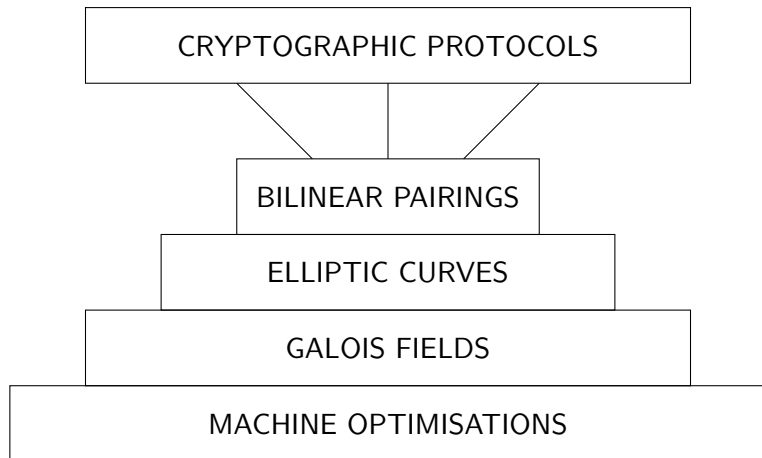 CRYPTOGRAPHIC PROTOCOLS
BILINEAR PAIRINGS
ELLIPTIC CURVES
GALOIS FIELDS
MACHINE OPTIMISATIONS